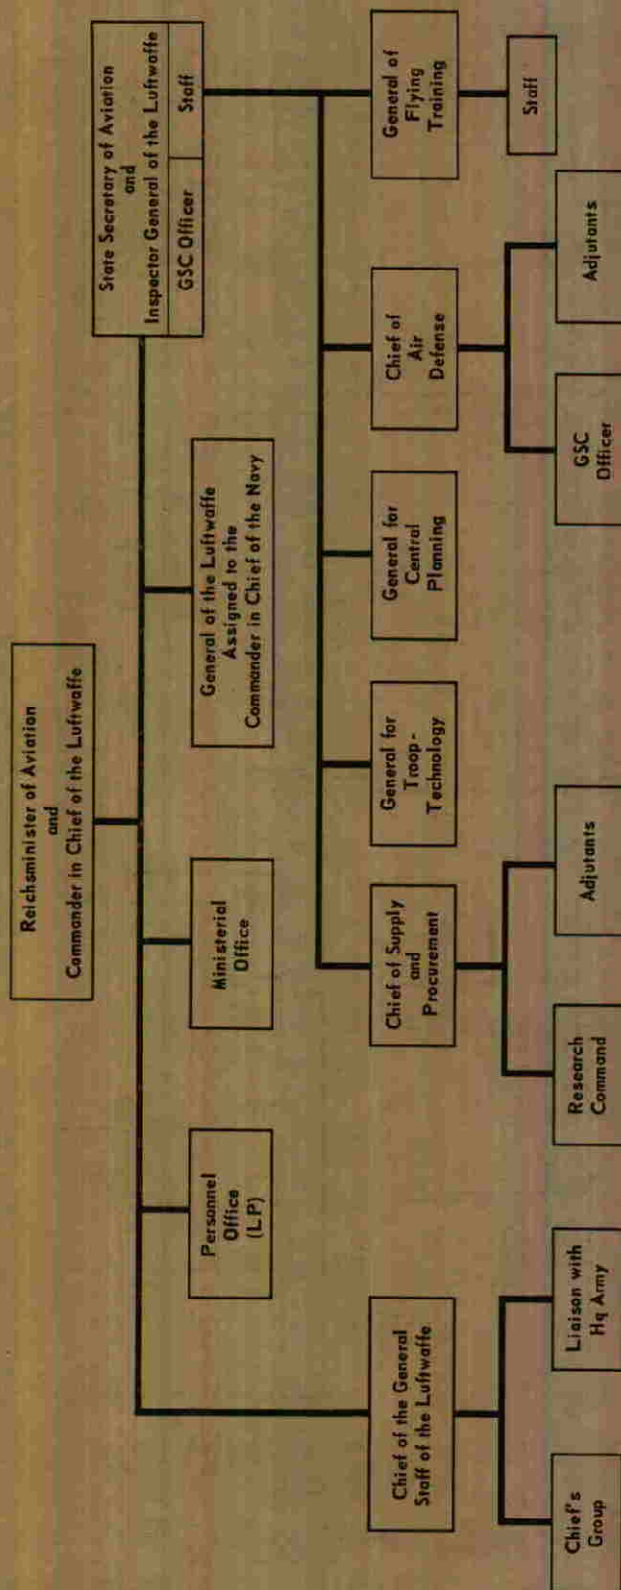 Reichsminister of Aviation
and
Commander in Chief of the Luftwaffe
State Secretary of Aviation
and
Inspector General of the Luftwaffe
GSC Officer
Staff
Personnel
Office
(LP)
Ministerial
Office
General of the Luftwaffe
Assigned to the
Commander in Chief of the Navy
Chief of the General
Staff of the Luftwaffe
Chief of Supply
and
Procurement
General for
Troop-
Technology
General for
Central
Planning
Chief of
Air
Defense
General of
Flying
Training
Chief's
Group
Liaison with
Hq Army
Research
Command
Adjutants
GSC
Officer
Adjutants
Staff